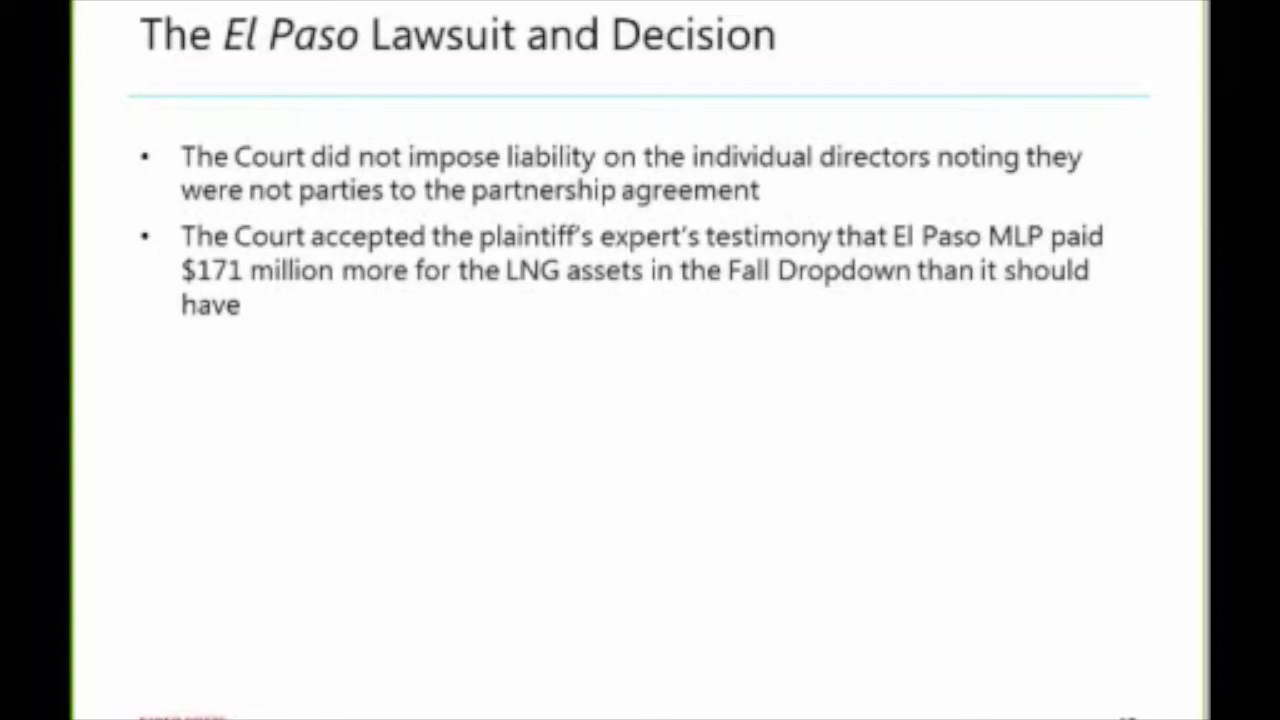 The El Paso Lawsuit and Decision
• The Court did not impose liability on the individual directors noting they
were not parties to the partnership agreement
• The Court accepted the plaintiff's expert's testimony that El Paso MLP paid
$171 million more for the LNG assets in the Fall Dropdown than it should
have